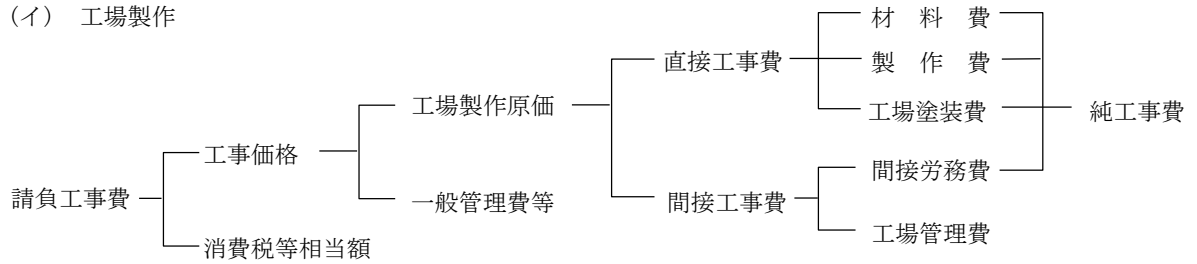 （イ） 工場製作
材 料 費
直接工事費
製 作 費
工場製作原価
工場塗装費
純工事費
工事価格
間接労務費
請負工事費
一般管理費等
間接工事費
工場管理費
消費税等相当額